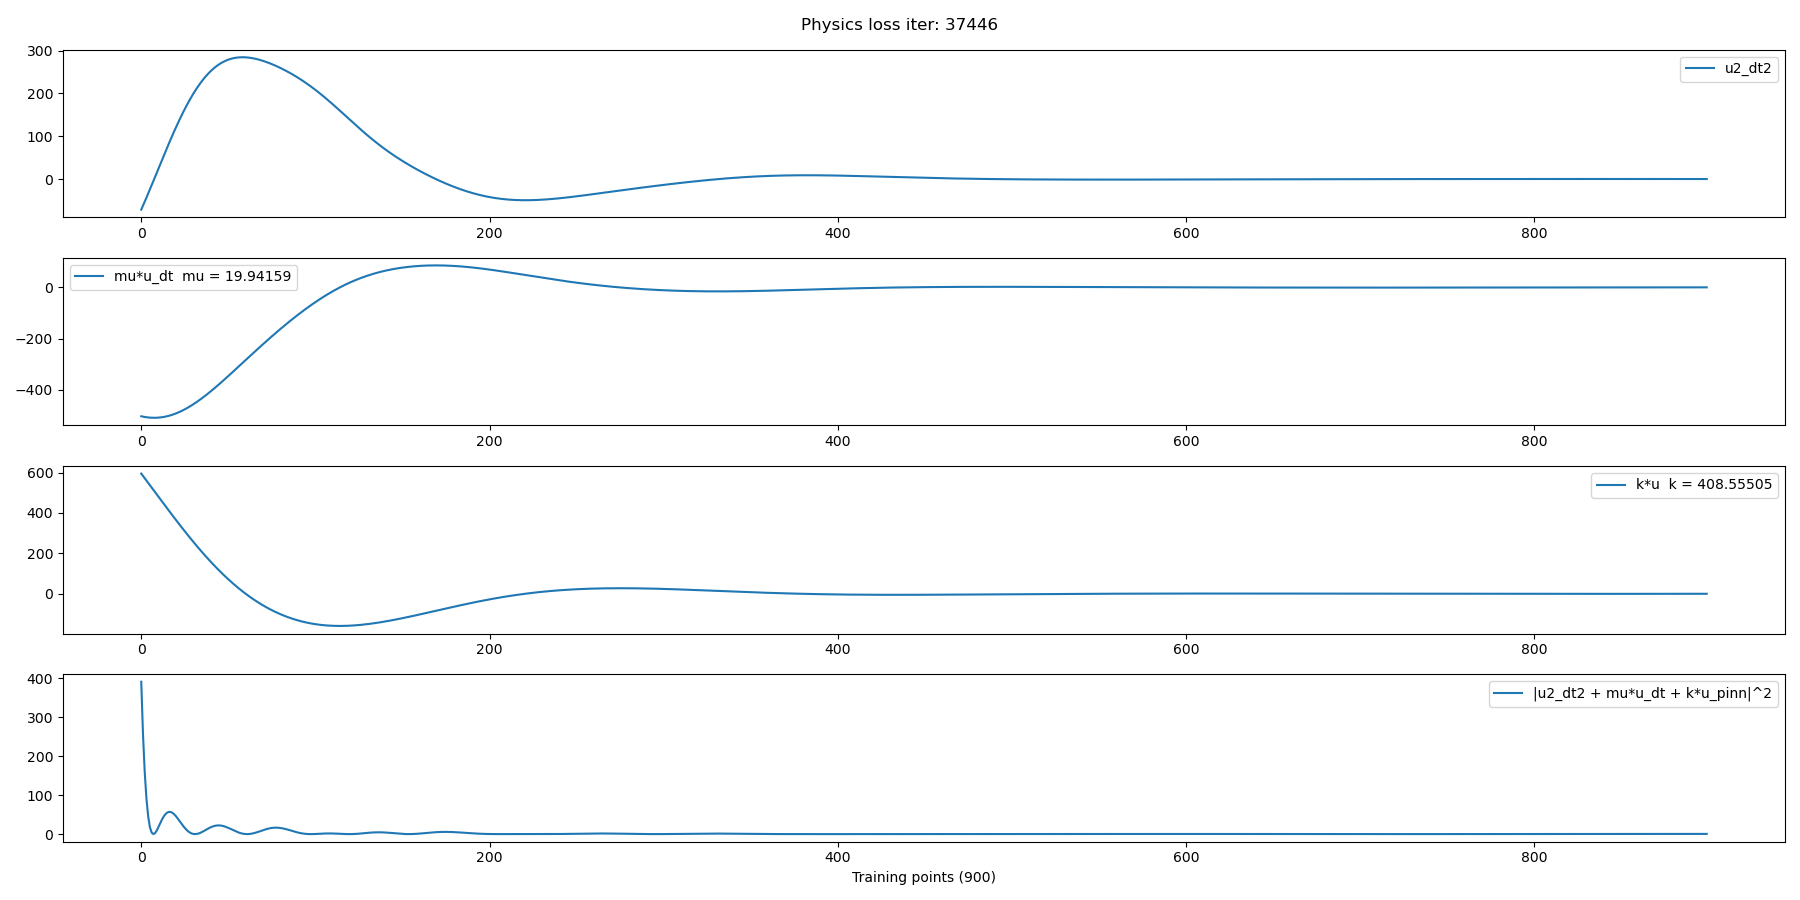 Physics loss iter: 37446
300
200
100
0
u2_dt2
0 200 400 600 800
0
−200
−400
mu*u_dt  mu = 19.94159
0 200 400 600 800
600
400
200
0
k*u  k = 408.55505
0 200 400 600 800
400
300
200
100
0
|u2_dt2 + mu*u_dt + k*u_pinn|^2
0 200 400 600 800
Training points (900)